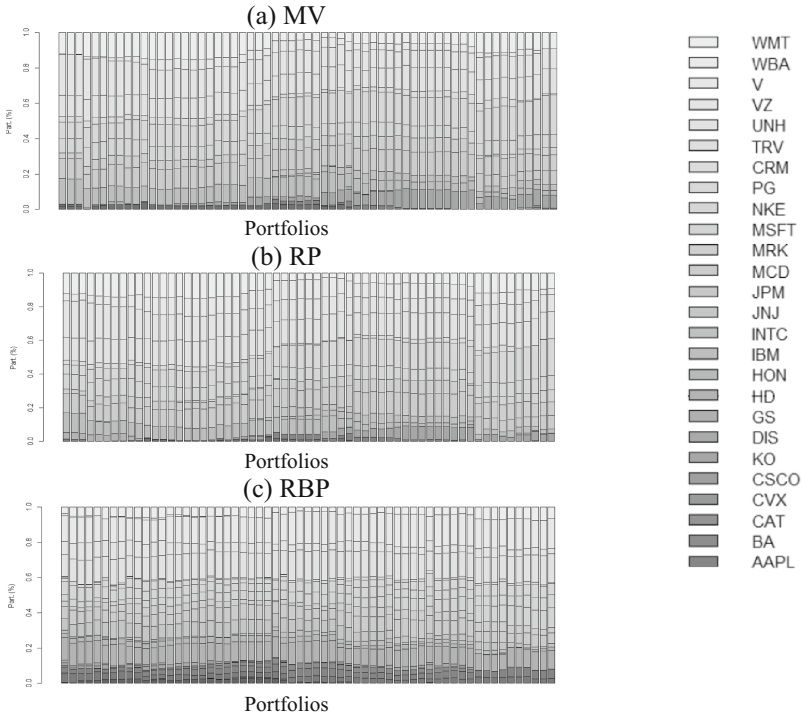 (a) MV
1.0
0.8
0.6
0.4
0.2
0.0
Part. (%)
Portfolios
(b) RP
1.0
0.8
0.6
0.4
0.2
0.0
Part. (%)
Portfolios
(c) RBP
1.0
0.8
0.6
0.4
0.2
0.0
Part. (%)
Portfolios
WMT
WBA
V
VZ
UNH
TRV
CRM
PG
NKE
MSFT
MRK
MCD
JPM
JNJ
INTC
IBM
HON
HD
GS
DIS
KO
CSCO
CVX
CAT
BA
AAPL